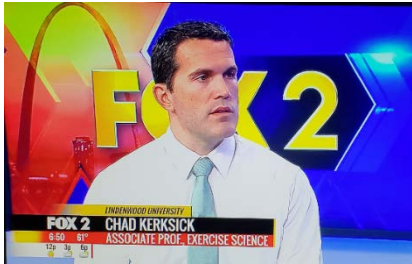 FOX 2
LINDENWOOD UNIVERSITY
FOX 2 CHAD KERKSICK
6:50 61° ASSOCIATE PROF., EXERCISE SCIENCE
12p 3p 6p